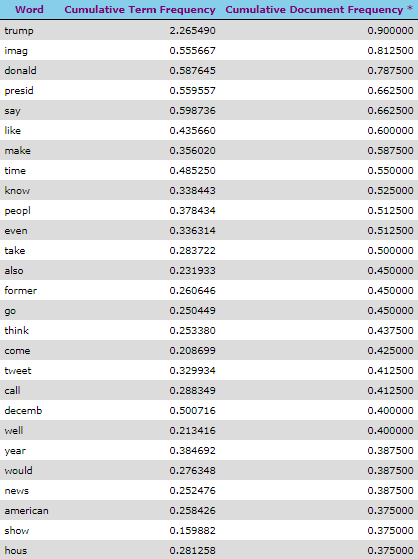 Word Cumulative Term Frequency Cumulative Document Frequency *
trump 2.265490 0.900000
imag 0.555667 0.812500
donald 0.587645 0.787500
presid 0.559557 0.662500
say 0.598736 0.662500
like 0.435660 0.600000
make 0.356020 0.587500
time 0.485250 0.550000
know 0.338443 0.525000
peopl 0.378434 0.512500
even 0.336314 0.512500
take 0.283722 0.500000
also 0.231933 0.450000
former 0.260646 0.450000
go 0.250449 0.450000
think 0.253380 0.437500
come 0.208699 0.425000
tweet 0.329934 0.412500
call 0.288349 0.412500
decemb 0.500716 0.400000
well 0.213416 0.400000
year 0.384692 0.387500
would 0.276348 0.387500
news 0.252476 0.387500
american 0.258426 0.375000
show 0.159882 0.375000
hous 0.281258 0.375000